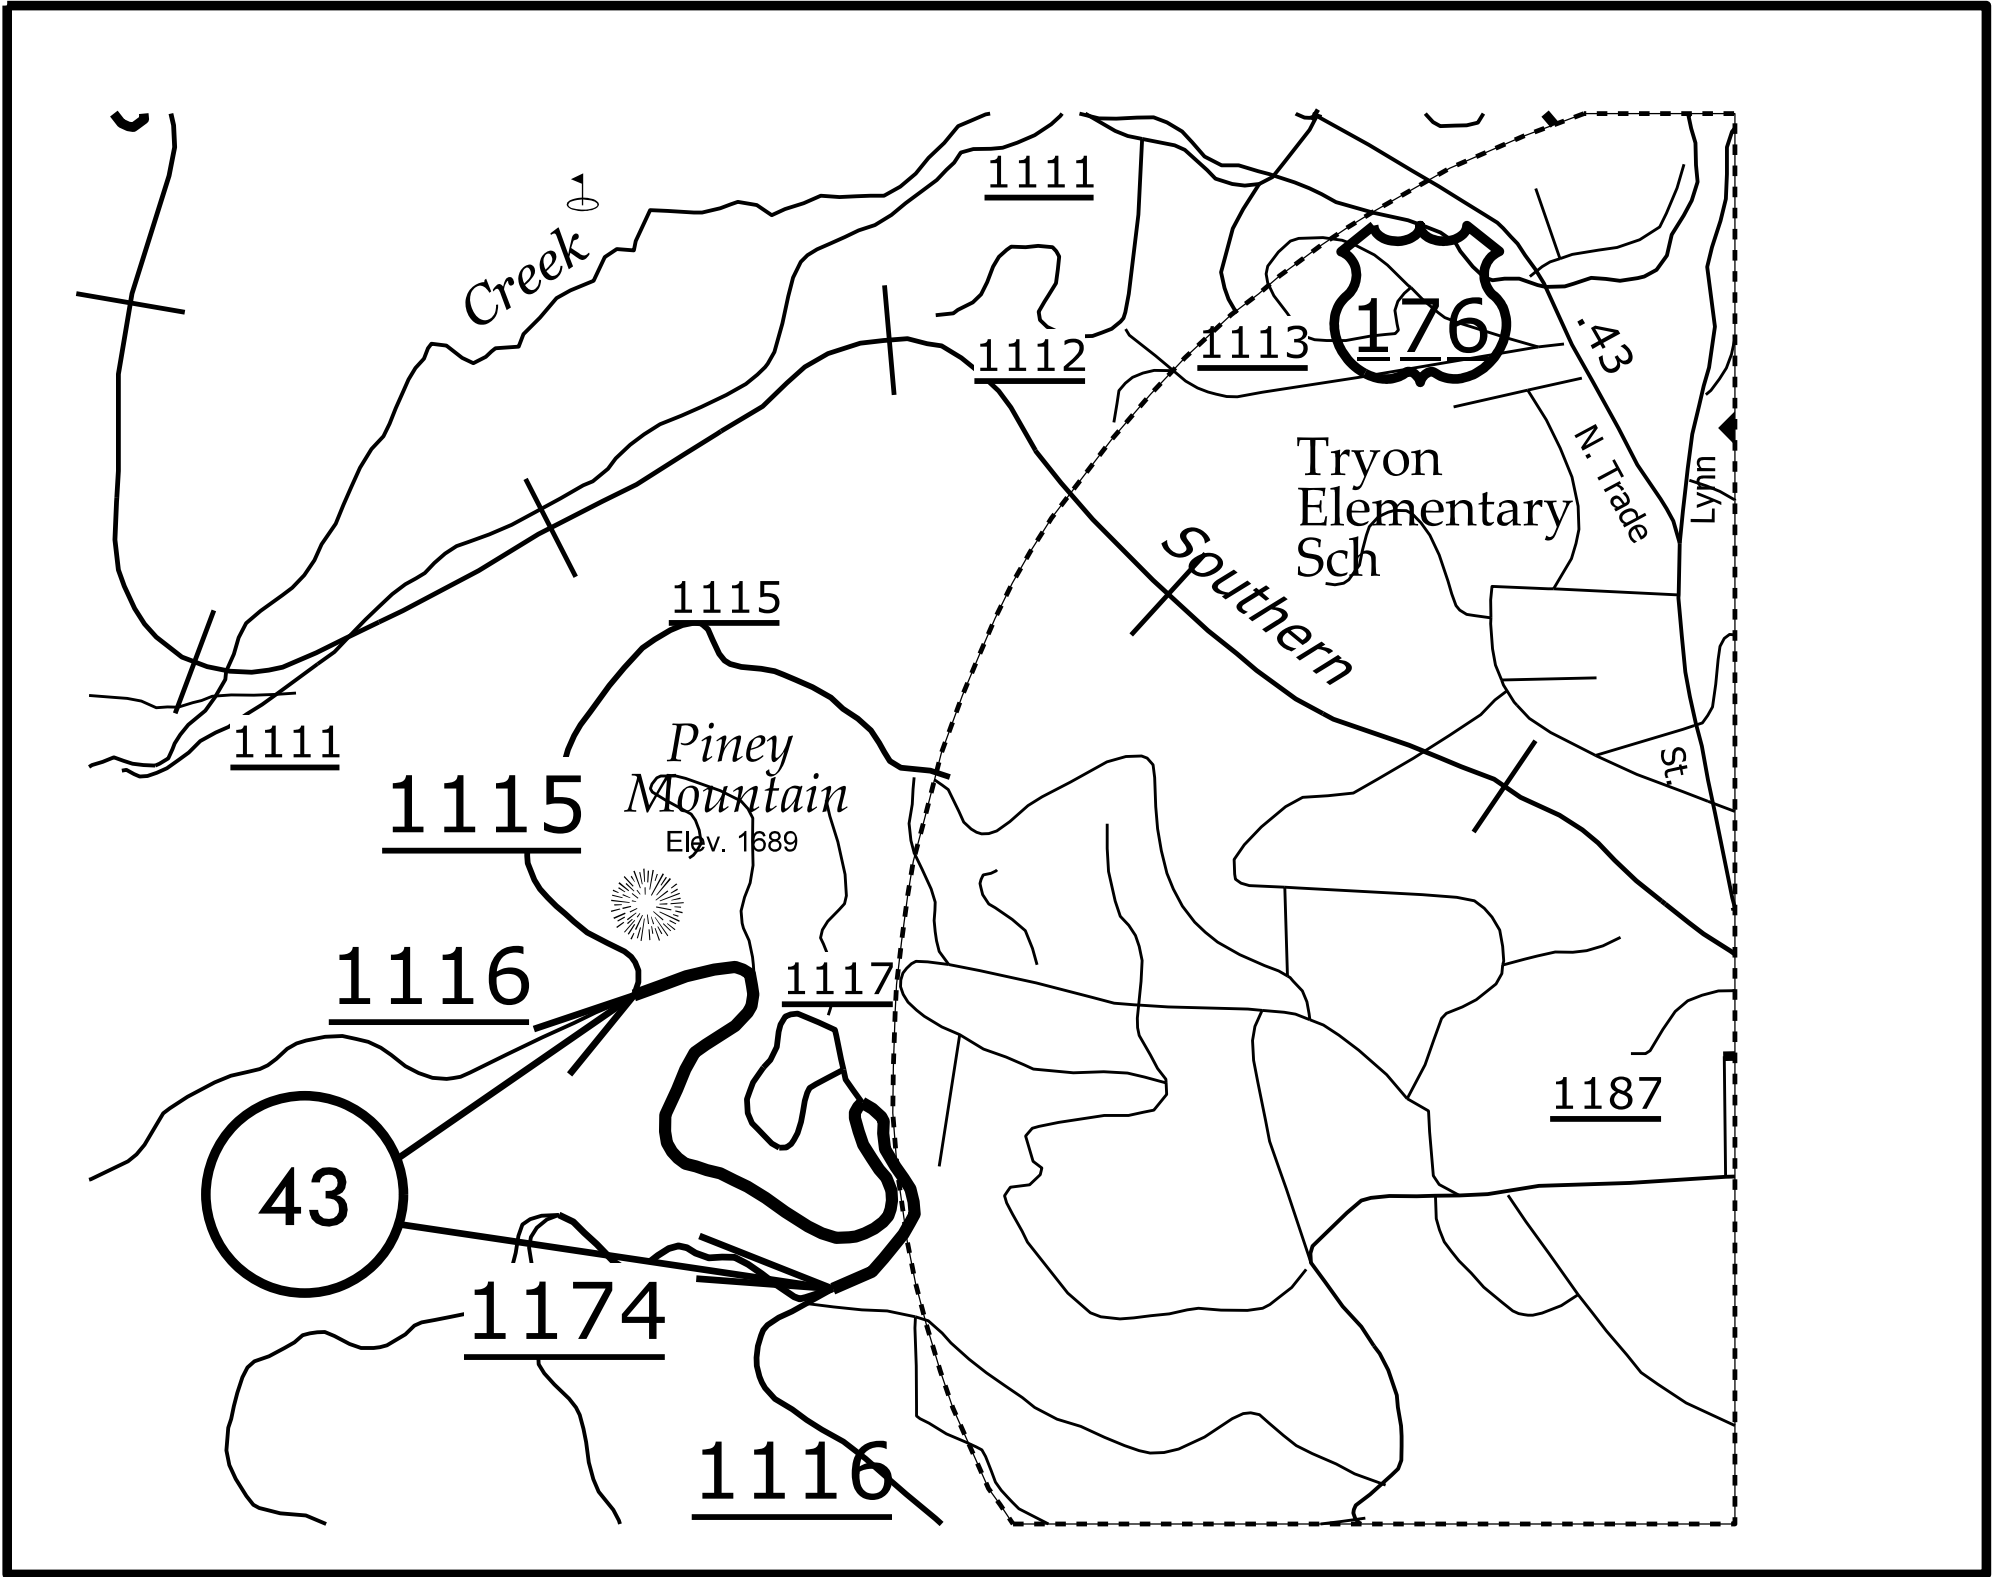 1111
Creek
176
1112
1113
.43
Tryon
Elementary
Sch
N. Trade
Lynn
Southern
1115
1111
Piney
Mountain
Elev. 1689
St.
1115
1116
1117
1187
43
1174
1116